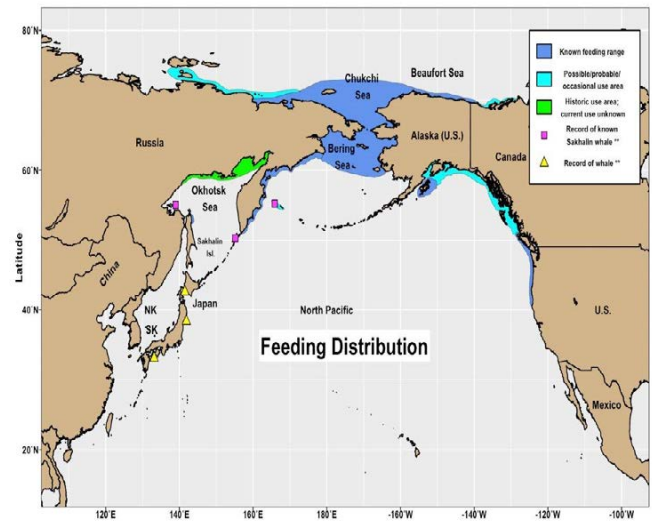 80°N
Chukchi
Sea
Beaufort Sea
Known feeding range
Possible/probable/
occasional use area
Historic use area;
current use unknown
Record of known
Sakhalin whale **
Record of whale **
Russia
Alaska (U.S.)
Canada
Bering
Sea
60°N
Okhotsk
Sea
Sakhalin
Isl.
Latitude
China
Japan
40°N
NK
SK
North Pacific
U.S.
Feeding Distribution
Mexico
20°N
120°E
140°E
160°E
180°E
-160°W
-140°W
-120°W
-100°W